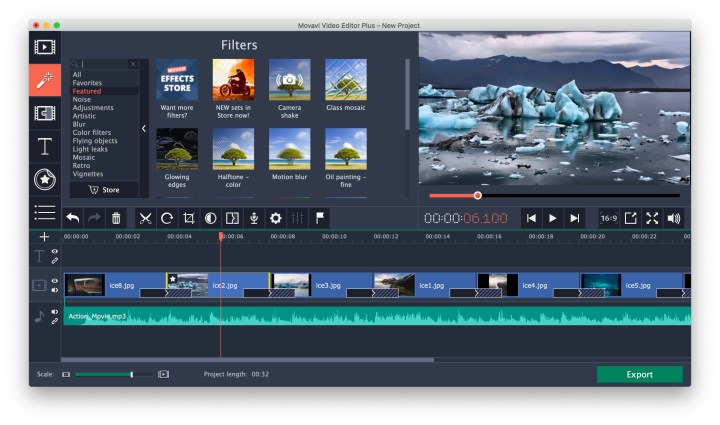 Movavi Video Editor Plus – New Project
Filters
All
Favorites
Featured
Noise
Adjustments
Artistic
Blur
Color filters
Flying objects
Light leaks
Mosaic
Retro
Vignettes
Store
MOVAVI
EFFECTS
STORE
Want more
filters?
NEW sets in
Store now!
Camera
shake
Glass mosaic
Glowing
edges
Halftone –
color
Motion blur
Oil painting –
fine
00:00:06.100
16:9
00:00:00
00:00:02
00:00:04
00:00:06
00:00:08
00:00:10
00:00:12
00:00:14
00:00:16
00:00:18
00:00:20
00:00:22
00
T
ice8.jpg
ice2.jpg
ice3.jpg
ice1.jpg
ice4.jpg
ice5.jpg
Action_Movie.mp3
Scale:
Project length: 00:32
Export